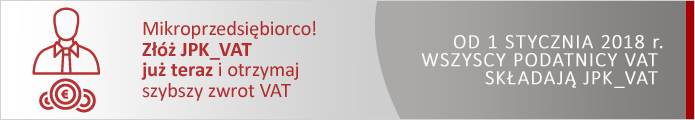 Mikroprzedsiębiorco!
Złóż JPK_VAT
już teraz i otrzymaj
szybszy zwrot VAT
OD 1 STYCZNIA 2018 r.
WSZYSCY PODATNICY VAT
SKŁADAJĄ JPK_VAT